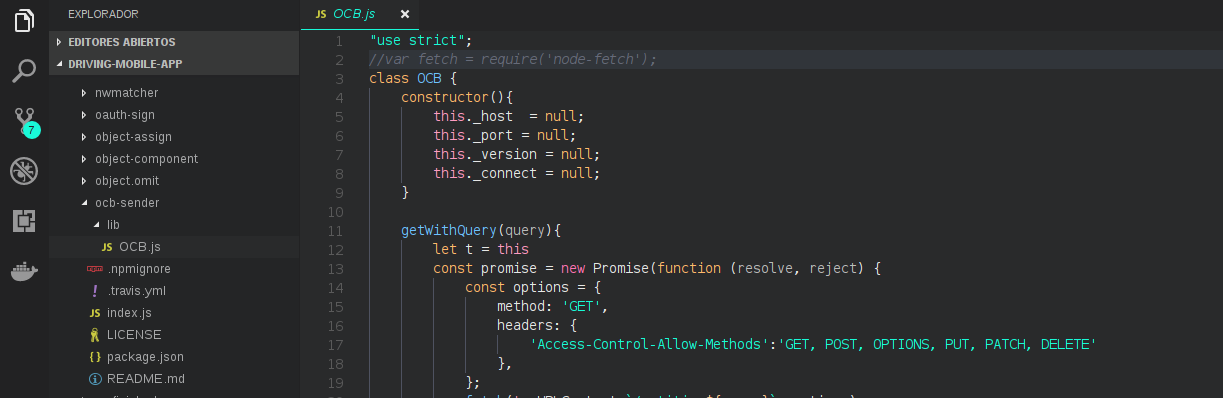 EXPLORADOR
EDITORES ABIERTOS
DRIVING-MOBILE-APP
nwmatcher
oauth-sign
object-assign
object-component
object.omit
ocb-sender
lib
JS OCB.js
npm .npmignore
! .travis.yml
JS index.js
LICENSE
{ } package.json
README.md
7
JS OCB.js ×
1 "use strict";
2 //var fetch = require('node-fetch');
3 class OCB {
4 constructor(){
5 this._host  = null;
6 this._port = null;
7 this._version = null;
8 this._connect = null;
9 }
10
11 getWithQuery(query){
12 let t = this
13 const promise = new Promise(function (resolve, reject) {
14 const options = {
15 method: 'GET',
16 headers: {
17 'Access-Control-Allow-Methods':'GET, POST, OPTIONS, PUT, PATCH, DELETE'
18 },
19 };